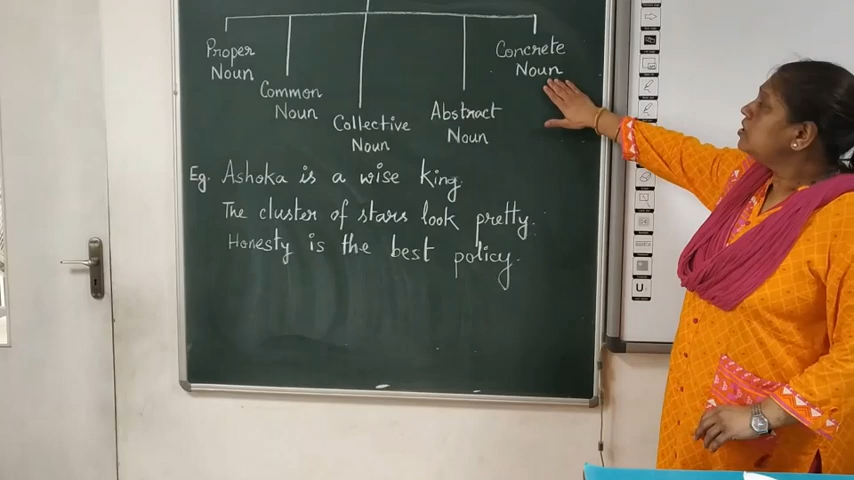 Proper
Noun
Common
Noun
Collective
Noun
Abstract
Noun
Concrete
Noun
Eg. Ashoka is a wise king.
The cluster of stars look pretty.
Honesty is the best policy.